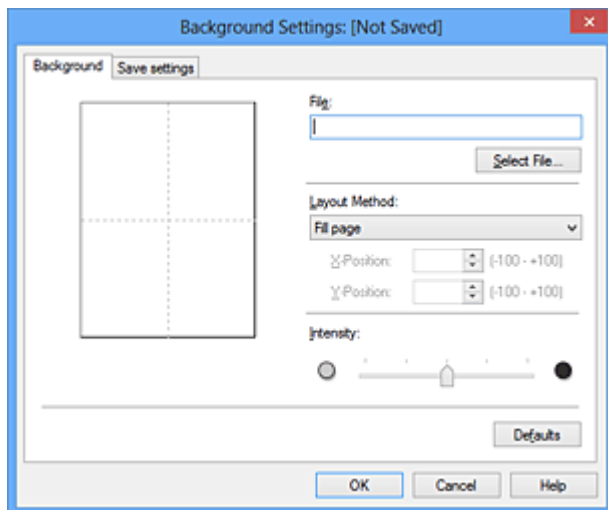 Background Settings: [Not Saved]
Background Save settings
File:
Select File...
Layout Method:
Fill page
X-Position: (-100 - +100)
Y-Position: (-100 - +100)
Intensity:
Defaults
OK Cancel Help